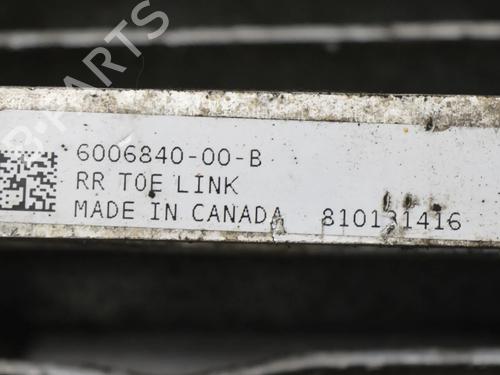 6006840-00-B
RR TOE LINK
MADE IN CANADA 810131416